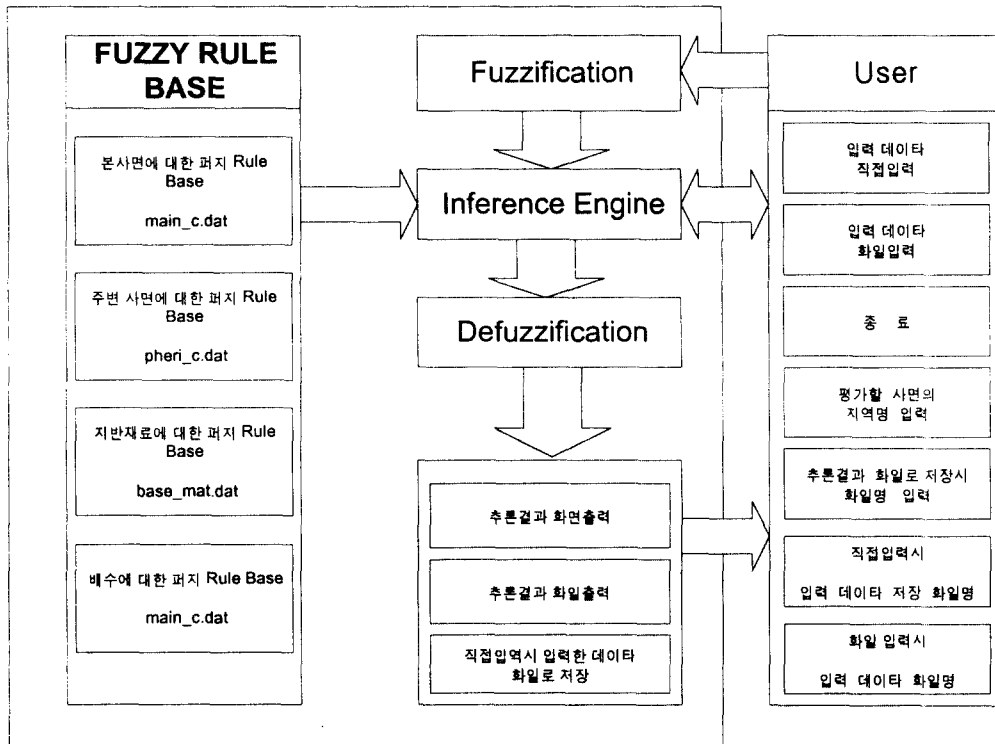 FUZZY RULE
BASE
본사면에 대한 퍼지 Rule
Base
main_c.dat
주변 사면에 대한 퍼지 Rule
Base
pheri_c.dat
지반재료에 대한 퍼지 Rule
Base
base_mat.dat
배수에 대한 퍼지 Rule Base
main_c.dat
Fuzzification
Inference Engine
Defuzzification
추론결과 화면출력
추론결과 화일출력
직접입역시 입력한 데이타
화일로 저장
User
입력 데이타
직접입력
입력 데이타
화일입력
종 료
평가할 사면의
지역명 입력
추론결과 화일로 저장시
화일명 입력
직접입력시
입력 데이타 저장 화일명
화일 입력시
입력 데이타 화일명